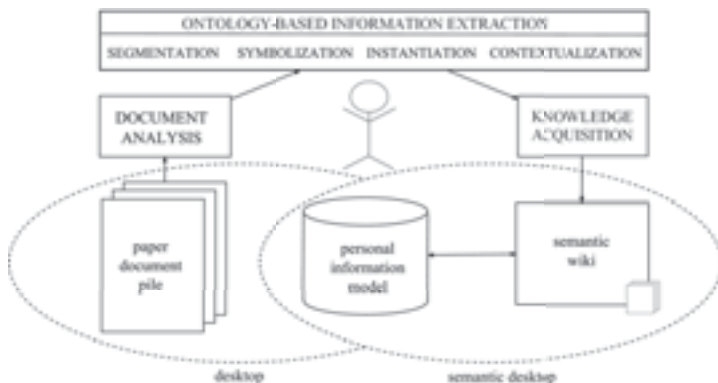 ONTOLOGY-BASED INFORMATION EXTRACTION
SEGMENTATION SYMBOLIZATION INSTANTIATION CONTEXTUALIZATION
DOCUMENT
ANALYSIS
KNOWLEDGE
ACQUISITION
paper
document
pile
personal
information
model
semantic
wiki
desktop
semantic desktop